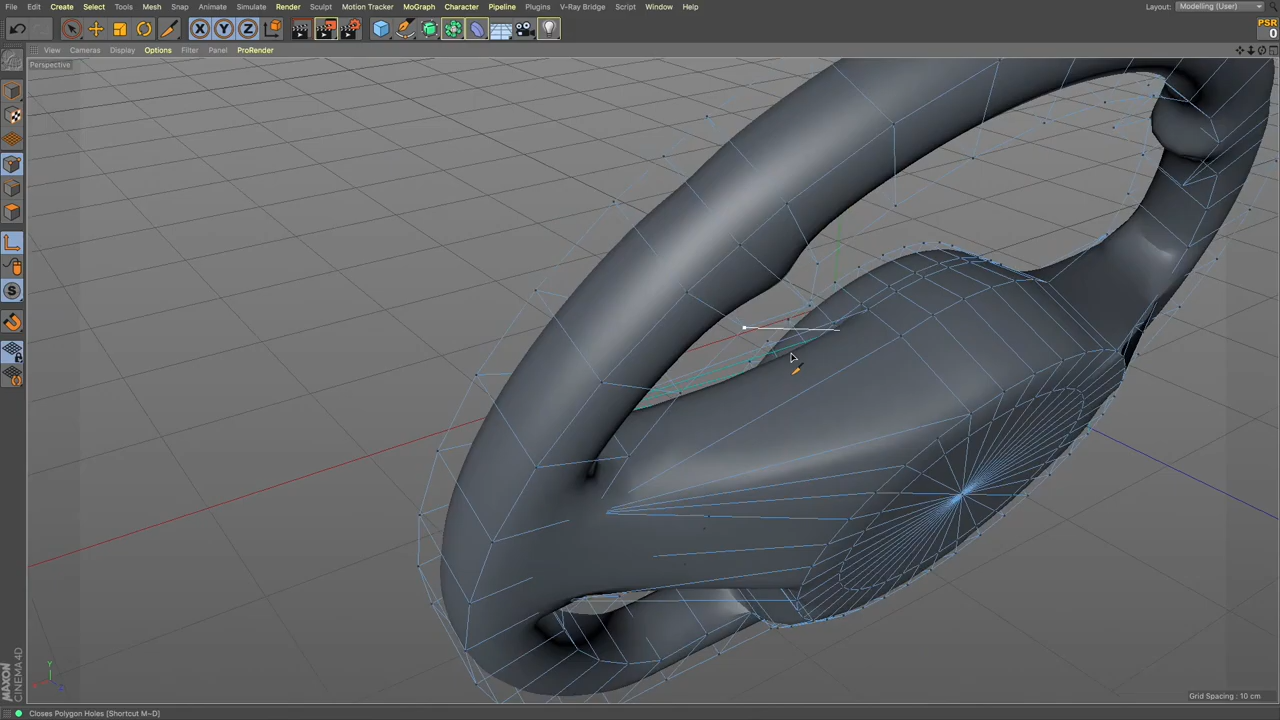 File Edit Create Select Tools Mesh Snap Animate Simulate Render Sculpt Motion Tracker MoGraph Character Pipeline Plugins V-Ray Bridge Script Window Help Layout: Modelling (User)
PSR
0
View Cameras Display Options Filter Panel ProRender
Perspective
X Y Z
S
Y
X
Z
Grid Spacing : 10 cm
MAXON
CINEMA 4D
Closes Polygon Holes [Shortcut M~D]